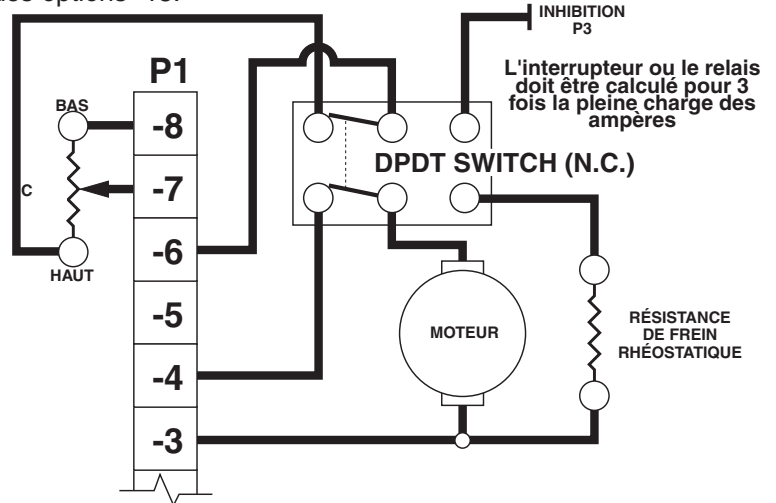 INHIBITION
P3
L'interrupteur ou le relais
doit être calculé pour 3
fois la pleine charge des
ampères
P1
BAS
-8
DPDT SWITCH (N.C.)
-7
C
-6
HAUT
-5
MOTEUR
RÉSISTANCE
DE FREIN
RHÉOSTATIQUE
-4
-3